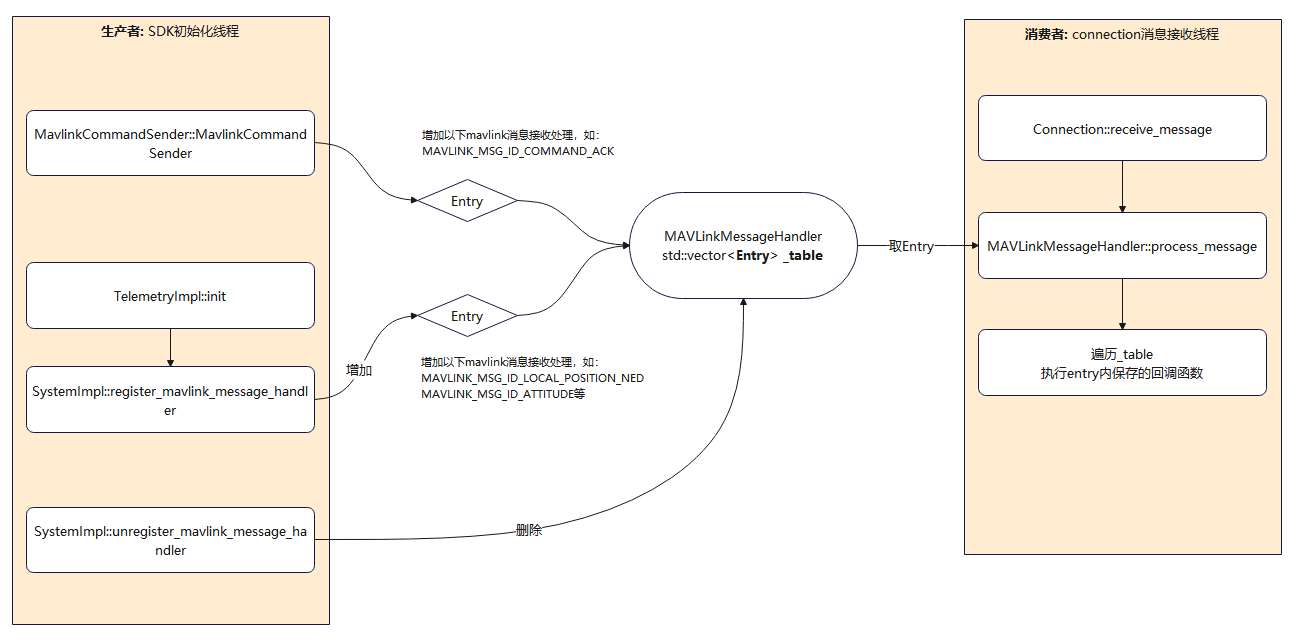 生产者: SDK初始化线程
MavlinkCommandSender::MavlinkCommand
Sender
TelemetryImpl::init
SystemImpl::register_mavlink_message_handl
er
SystemImpl::unregister_mavlink_message_ha
ndler
增加以下mavlink消息接收处理，如：
MAVLINK_MSG_ID_COMMAND_ACK
Entry
Entry
增加
增加以下mavlink消息接收处理，如：
MAVLINK_MSG_ID_LOCAL_POSITION_NED
MAVLINK_MSG_ID_ATTITUDE等
删除
MAVLinkMessageHandler
std::vector<Entry> _table
取Entry
消费者: connection消息接收线程
Connection::receive_message
MAVLinkMessageHandler::process_message
遍历_table
执行entry内保存的回调函数